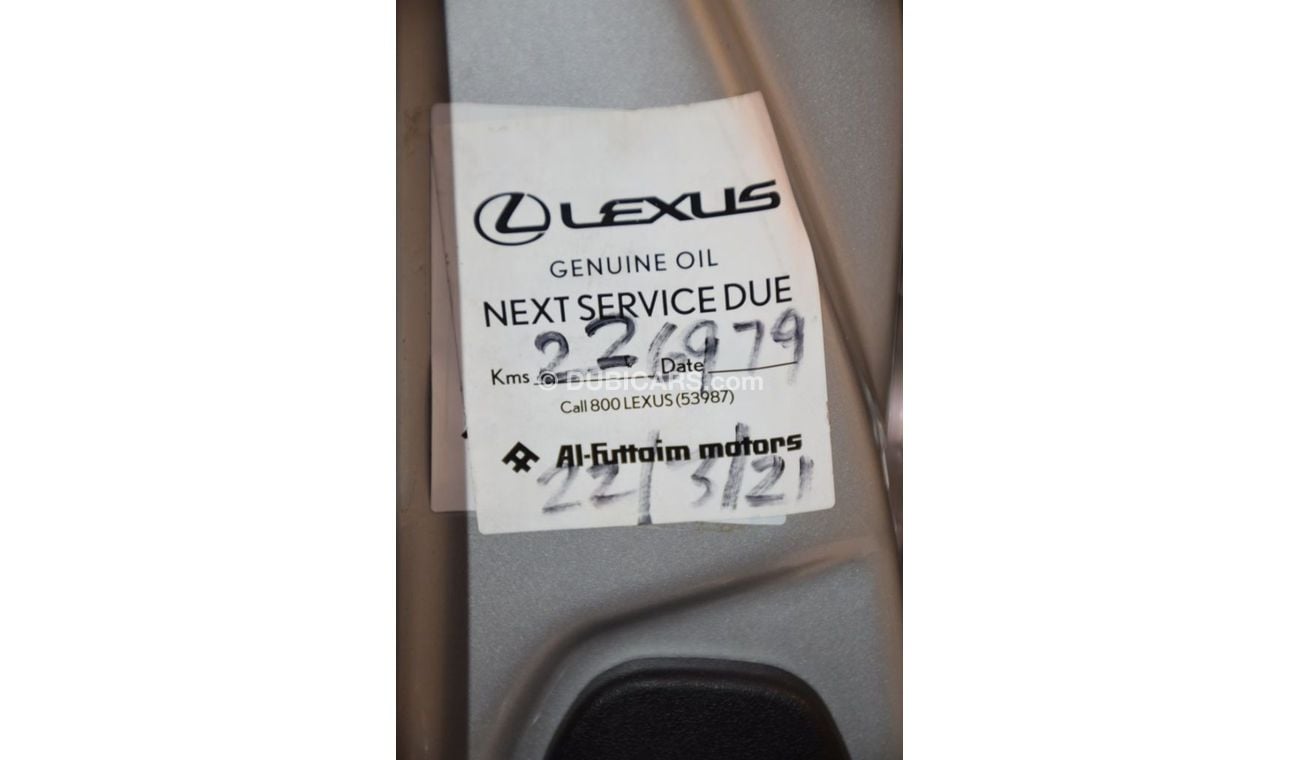 LEXUS
GENUINE OIL
NEXT SERVICE DUE
226979
Kms Date
© DUBICARS.com
Call 800 LEXUS (53987)
Al-Futtaim motors
22/3/21